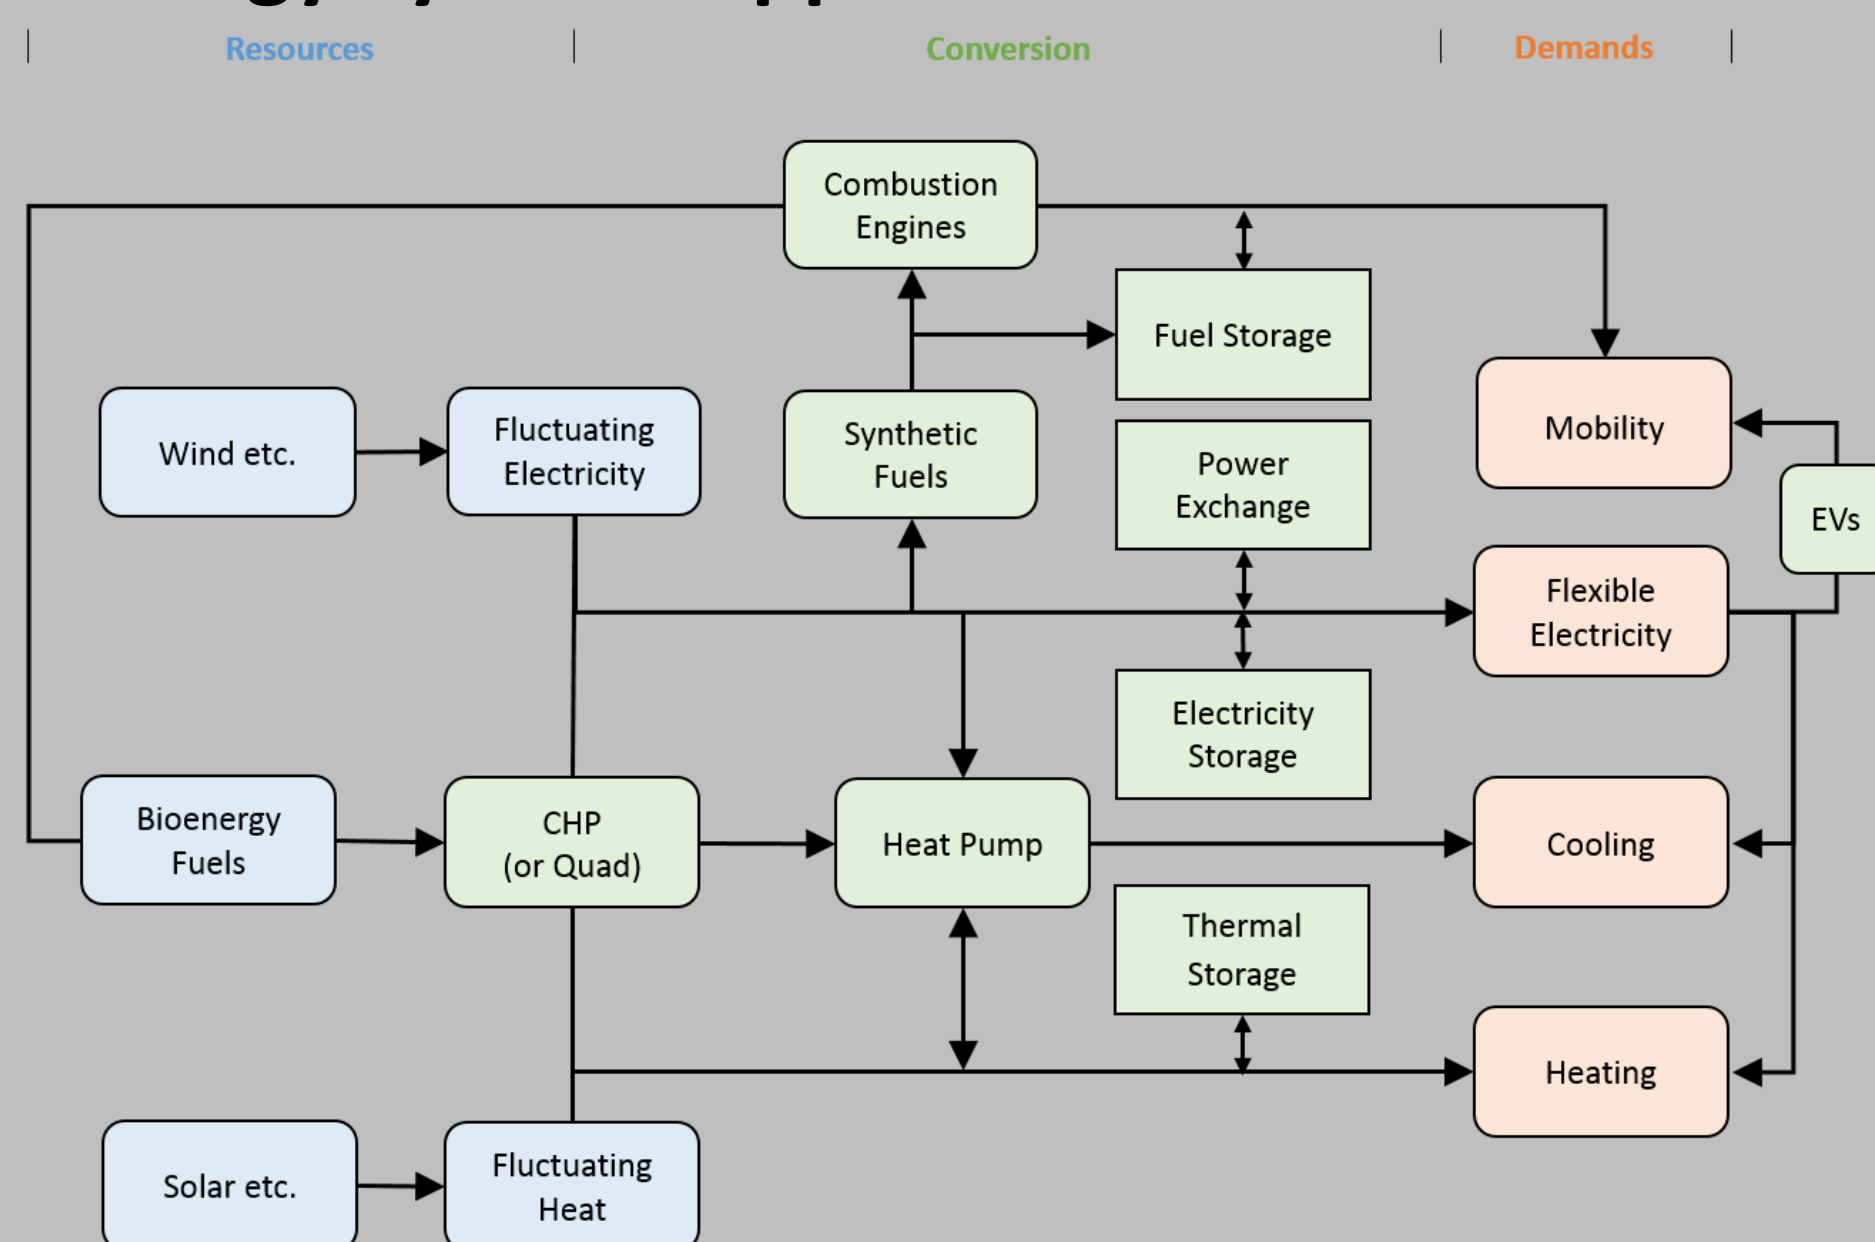 Resources
Conversion
Demands
Combustion
Engines
Fuel Storage
Wind etc.
Fluctuating
Electricity
Synthetic
Fuels
Power
Exchange
Mobility
EVs
Flexible
Electricity
Electricity
Storage
Bioenergy
Fuels
CHP
(or Quad)
Heat Pump
Cooling
Thermal
Storage
Heating
Solar etc.
Fluctuating
Heat